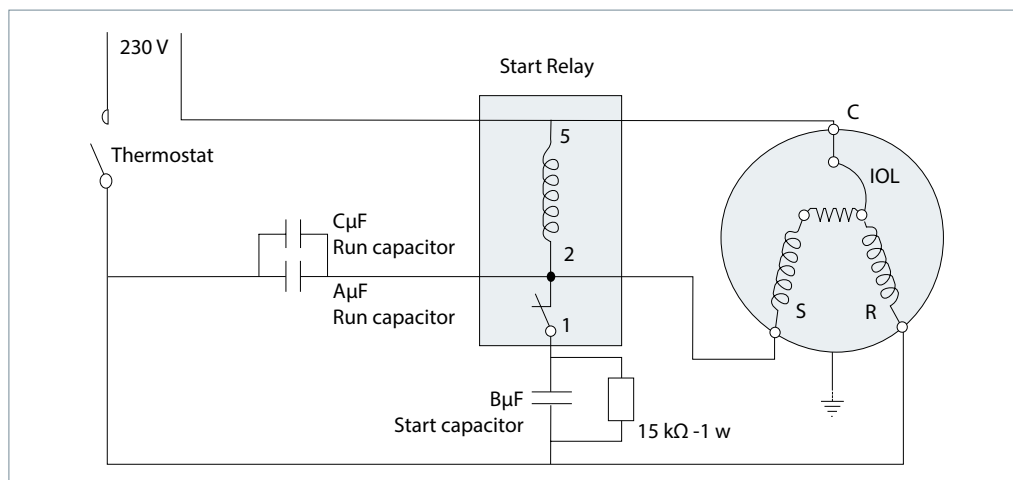 230 V
Start Relay
C
5
Thermostat
IOL
CµF
Run capacitor
2
AµF
Run capacitor
1
S
R
BµF
Start capacitor
15 kΩ -1 w